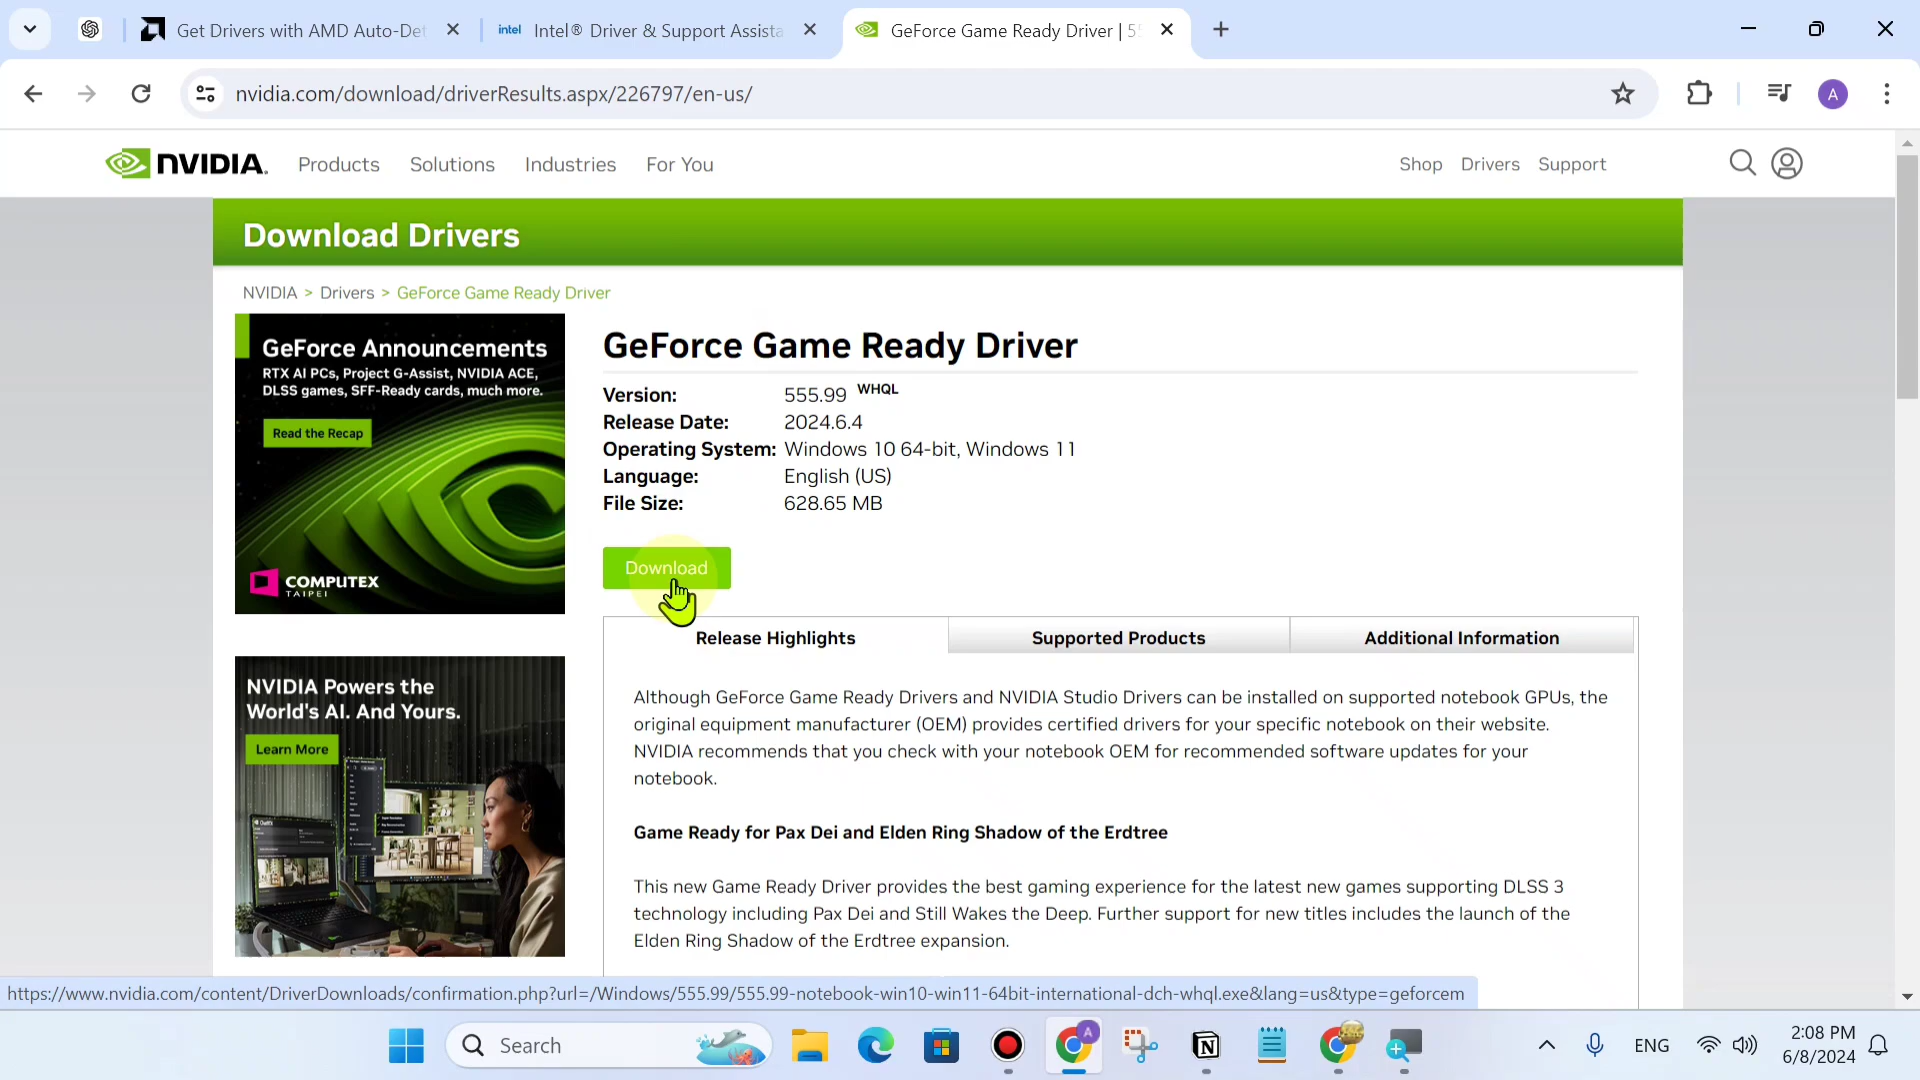 Get Drivers with AMD Auto-Det
intel Intel® Driver & Support Assista
GeForce Game Ready Driver | 55
nvidia.com/download/driverResults.aspx/226797/en-us/
A
NVIDIA.
Products Solutions Industries For You
Shop Drivers Support
Download Drivers
NVIDIA > Drivers > GeForce Game Ready Driver
GeForce Announcements
RTX AI PCs, Project G-Assist, NVIDIA ACE,
DLSS games, SFF-Ready cards, much more.
Read the Recap
COMPUTEX
TAIPEI
NVIDIA Powers the
World's AI. And Yours.
Learn More
GeForce Game Ready Driver
Version: 555.99 WHQL
Release Date: 2024.6.4
Operating System: Windows 10 64-bit, Windows 11
Language: English (US)
File Size: 628.65 MB
Download
Release Highlights Supported Products Additional Information
Although GeForce Game Ready Drivers and NVIDIA Studio Drivers can be installed on supported notebook GPUs, the
original equipment manufacturer (OEM) provides certified drivers for your specific notebook on their website.
NVIDIA recommends that you check with your notebook OEM for recommended software updates for your
notebook.
Game Ready for Pax Dei and Elden Ring Shadow of the Erdtree
This new Game Ready Driver provides the best gaming experience for the latest new games supporting DLSS 3
technology including Pax Dei and Still Wakes the Deep. Further support for new titles includes the launch of the
Elden Ring Shadow of the Erdtree expansion.
https://www.nvidia.com/content/DriverDownloads/confirmation.php?url=/Windows/555.99/555.99-notebook-win10-win11-64bit-international-dch-whql.exe&lang=us&type=geforcem
Search
A
ENG
2:08 PM
6/8/2024